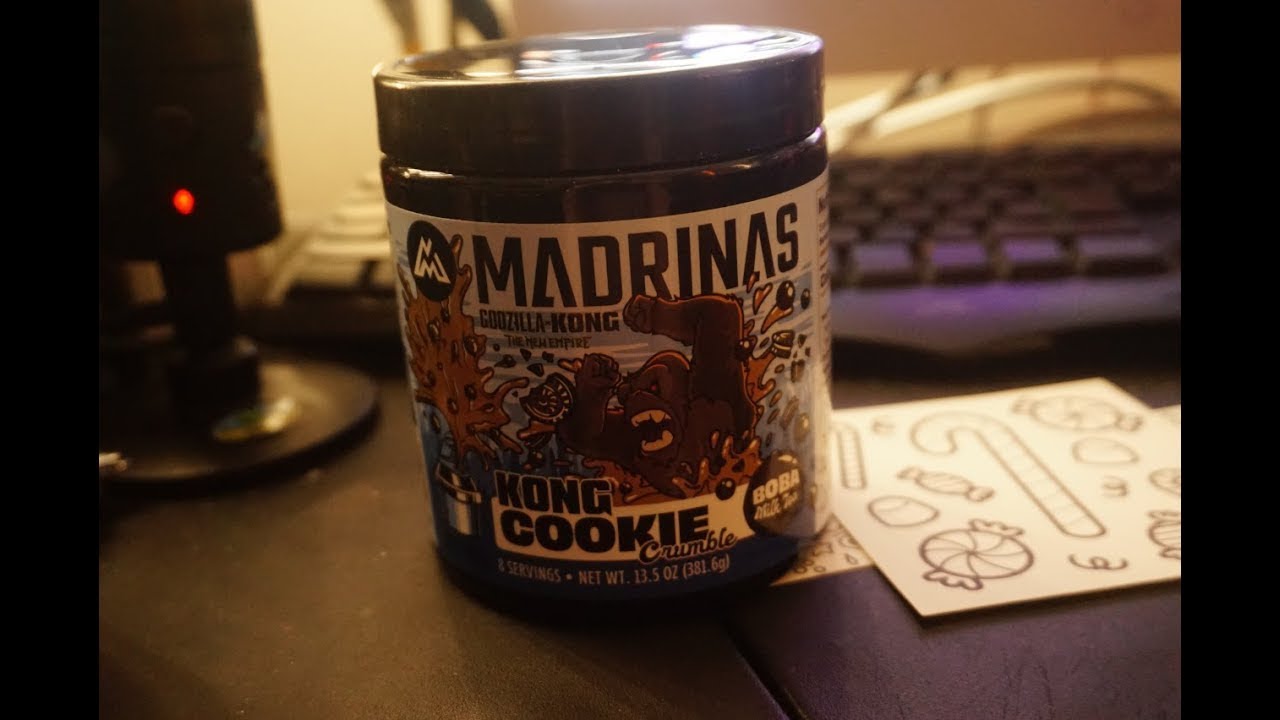 MADRINAS
GODZILLA-KONG
THE NEW EMPIRE
KONG
COOKIE
Crumble
BOBA
Milk Tea
8 SERVINGS • NET WT. 13.5 OZ (381.6g)